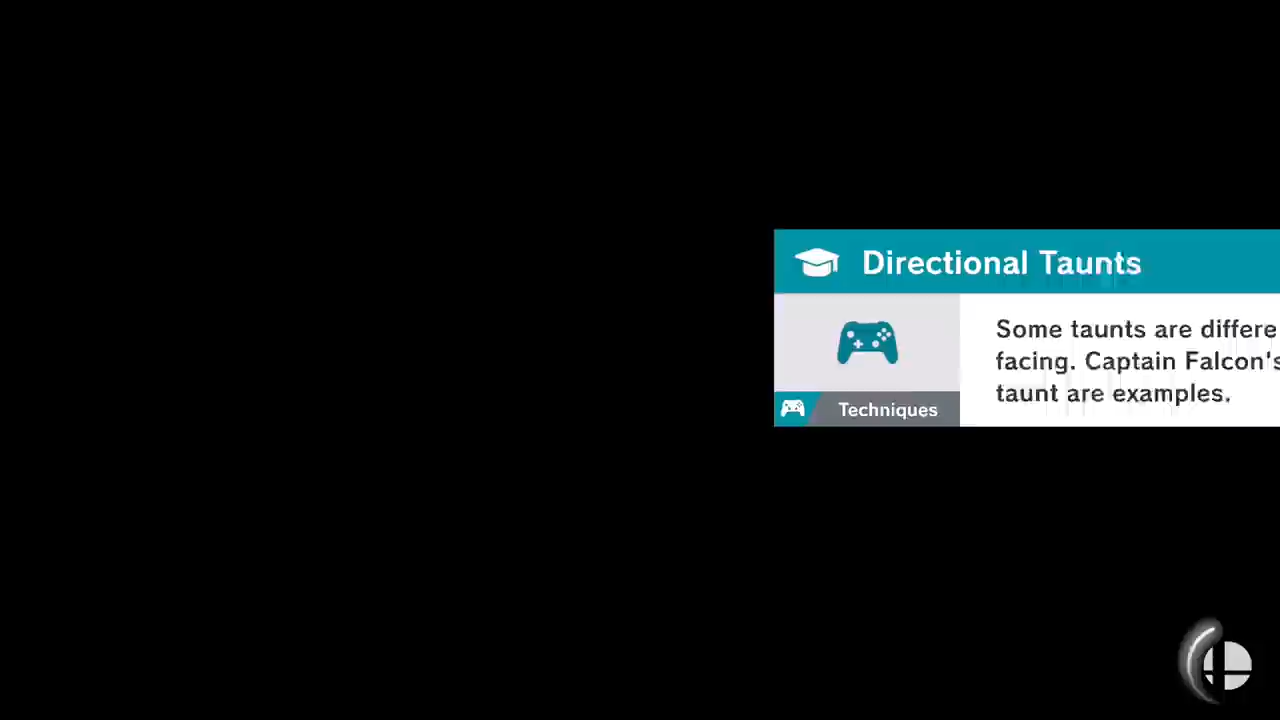 Directional Taunts
Some taunts are differe
facing. Captain Falcon's
taunt are examples.
Techniques